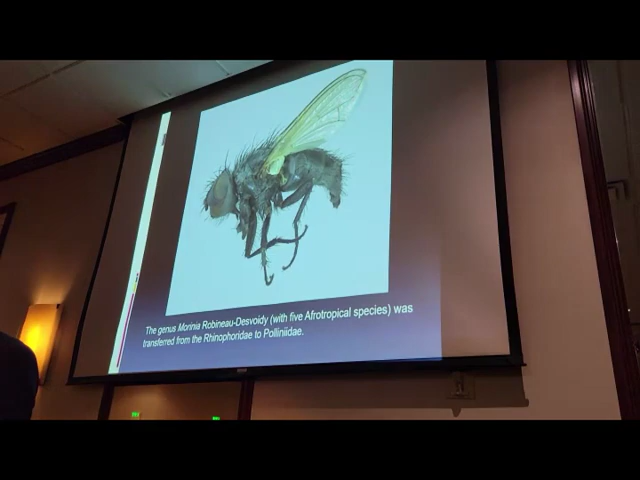 The genus Morinia Robineau-Desvoidy (with five Afrotropical species) was
transferred from the Rhinophoridae to Polliniidae.